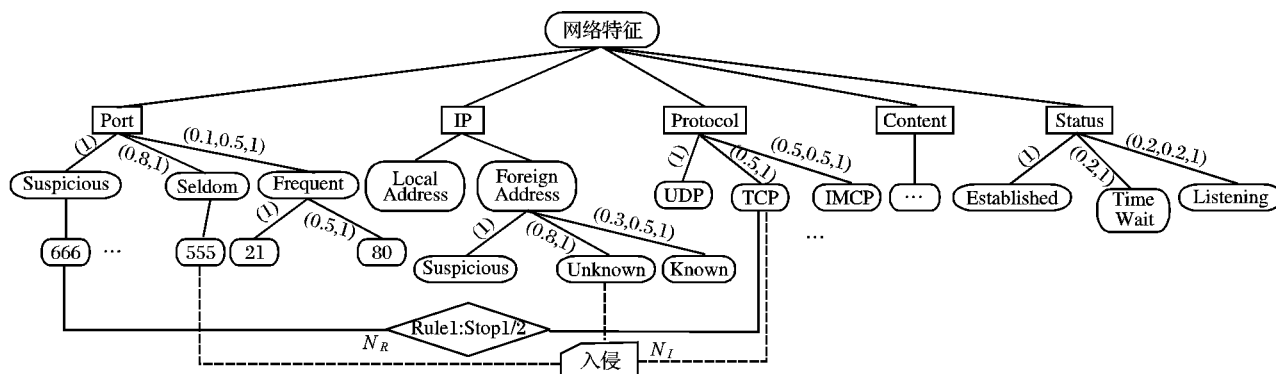 网络特征
Port
IP
Protocol
Content
Status
(1)
(0.8,1)
(0.1,0.5,1)
(1)
(0.5,1)
(0.5,0.5,1)
(1)
(0.2,1)
(0.2,0.2,1)
Suspicious
Seldom
Frequent
Local Address
Foreign Address
UDP
TCP
IMCP
...
Established
Time Wait
Listening
(1)
(0.5,1)
(1)
(0.8,1)
(0.3,0.5,1)
...
666
...
555
21
80
Suspicious
Unknown
Known
Rule1:Stop1/2
N_R
入侵
N_I